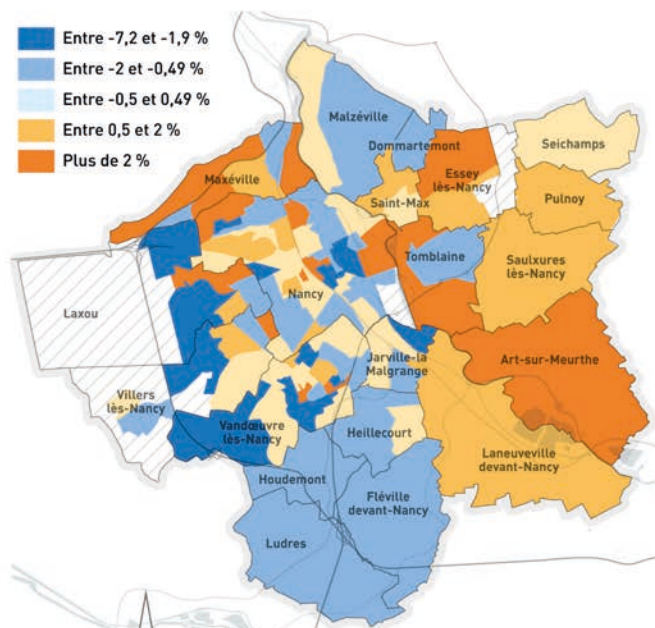 Entre -7,2 et -1,9 %
Entre -2 et -0,49 %
Entre -0,5 et 0,49 %
Entre 0,5 et 2 %
Plus de 2 %
Malzéville
Dommartemont
Seichamps
Maxéville
Essey
lès-Nancy
Saint-Max
Pulnoy
Tomblaine
Saulxures
lès-Nancy
Nancy
Laxou
Jarville-la
Malgrange
Art-sur-Meurthe
Villers
lès-Nancy
Vandœuvre
lès-Nancy
Heillecourt
Laneuveville
devant-Nancy
Houdemont
Fléville
devant-Nancy
Ludres